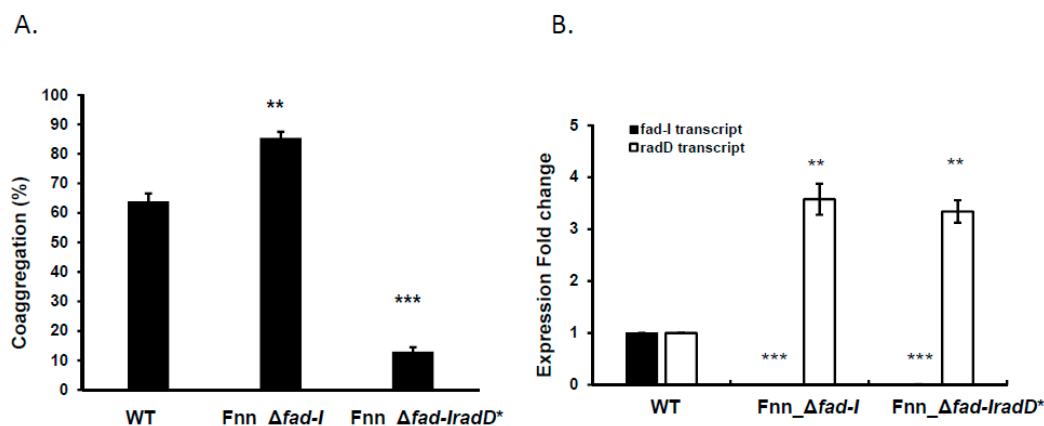 A.
B.
Coaggregation (%)
100
90
80
70
60
50
40
30
20
10
0
**
***
WT
Fnn Δfad-I
Fnn Δfad-IradD*
Expression Fold change
5
4
3
2
1
0
fad-I transcript
radD transcript
**
**
***
***
WT
Fnn_Δfad-I
Fnn_Δfad-IradD*